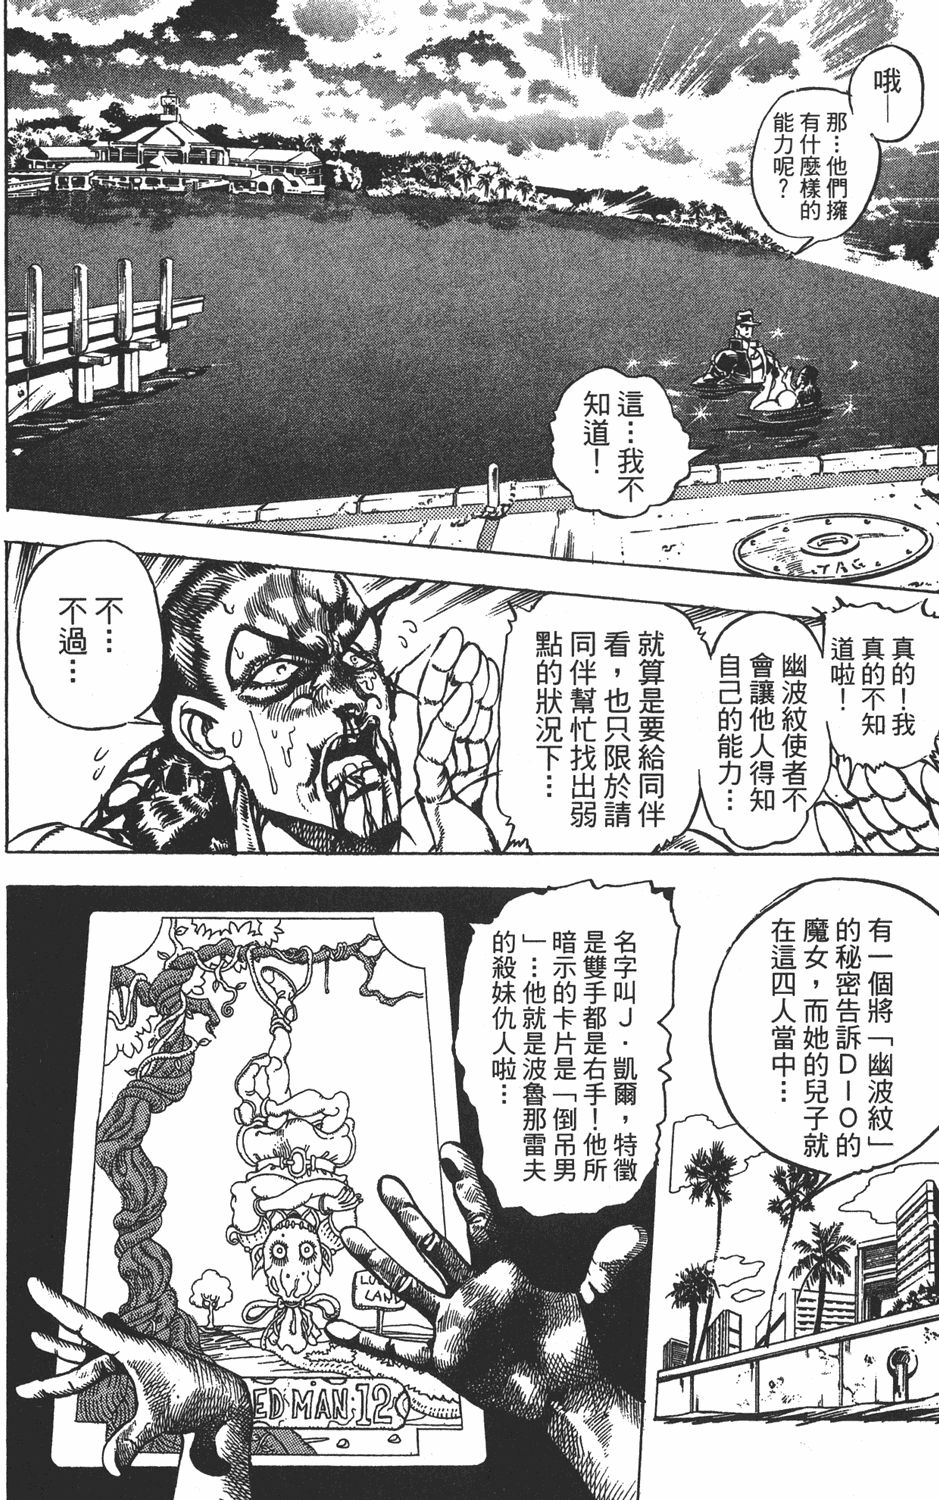 哦—
那…他們擁
有什麼樣的
能力呢？
這…我不
知道！
TAG
真的！我
真的不知
道啦！
幽波紋使者不
會讓他人得知
自己的能力…
就算是要給同伴
看，也只限於請
同伴幫忙找出弱
點的狀況下…
不…
不過…
有一個將「幽波紋」
的秘密告訴DIO的
魔女，而她的兒子就
在這四人當中…
名字叫J．凱爾，特徵
是雙手都是右手！他所
暗示的卡片是「倒吊男
」…他就是波魯那雷夫
的殺妹仇人啦…
LAND
ED MAN 12